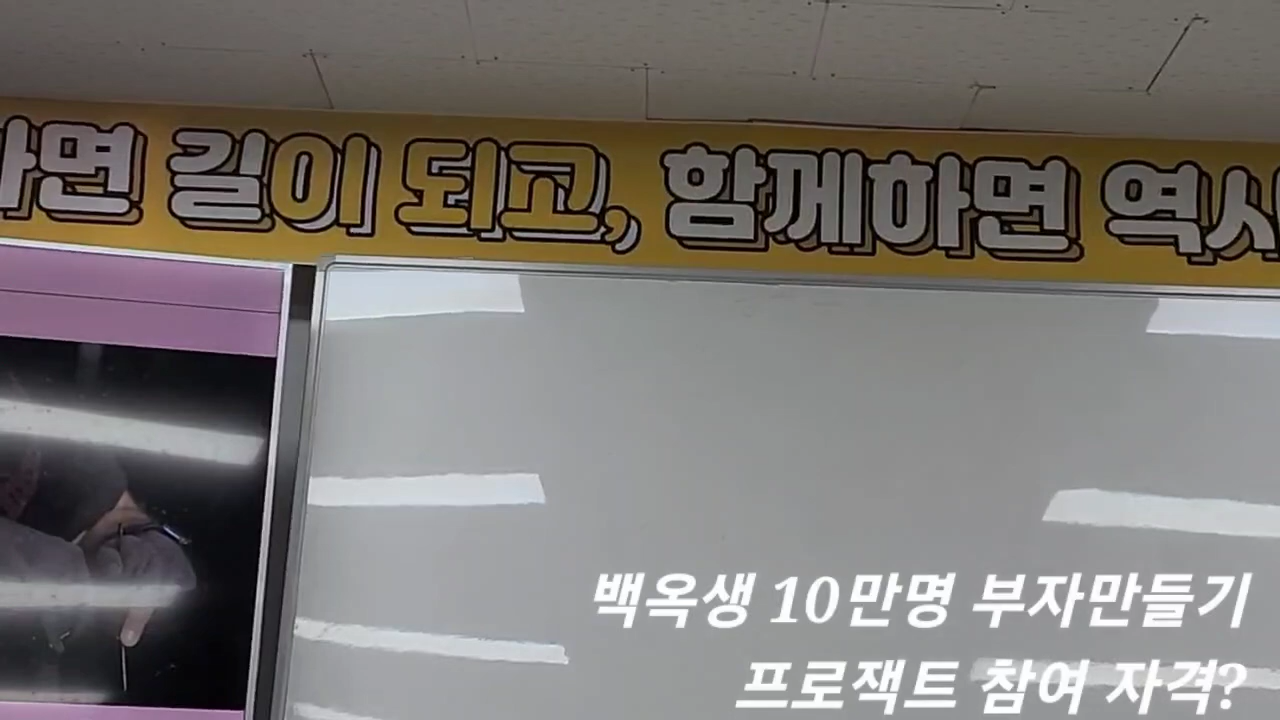 하면 길이 되고, 함께하면 역사
백옥생 10만명 부자만들기
프로잭트 참여 자격?